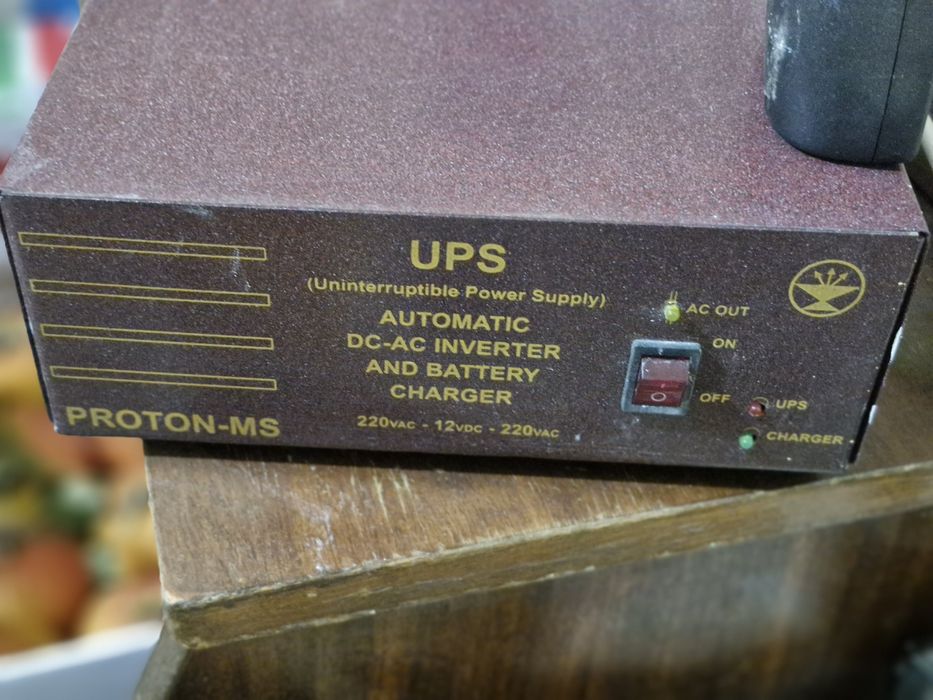 UPS
(Uninterruptible Power Supply)
AUTOMATIC
DC-AC INVERTER
AND BATTERY
CHARGER
220VAC - 12VDC - 220VAC
PROTON-MS
AC OUT
ON
OFF
UPS
CHARGER